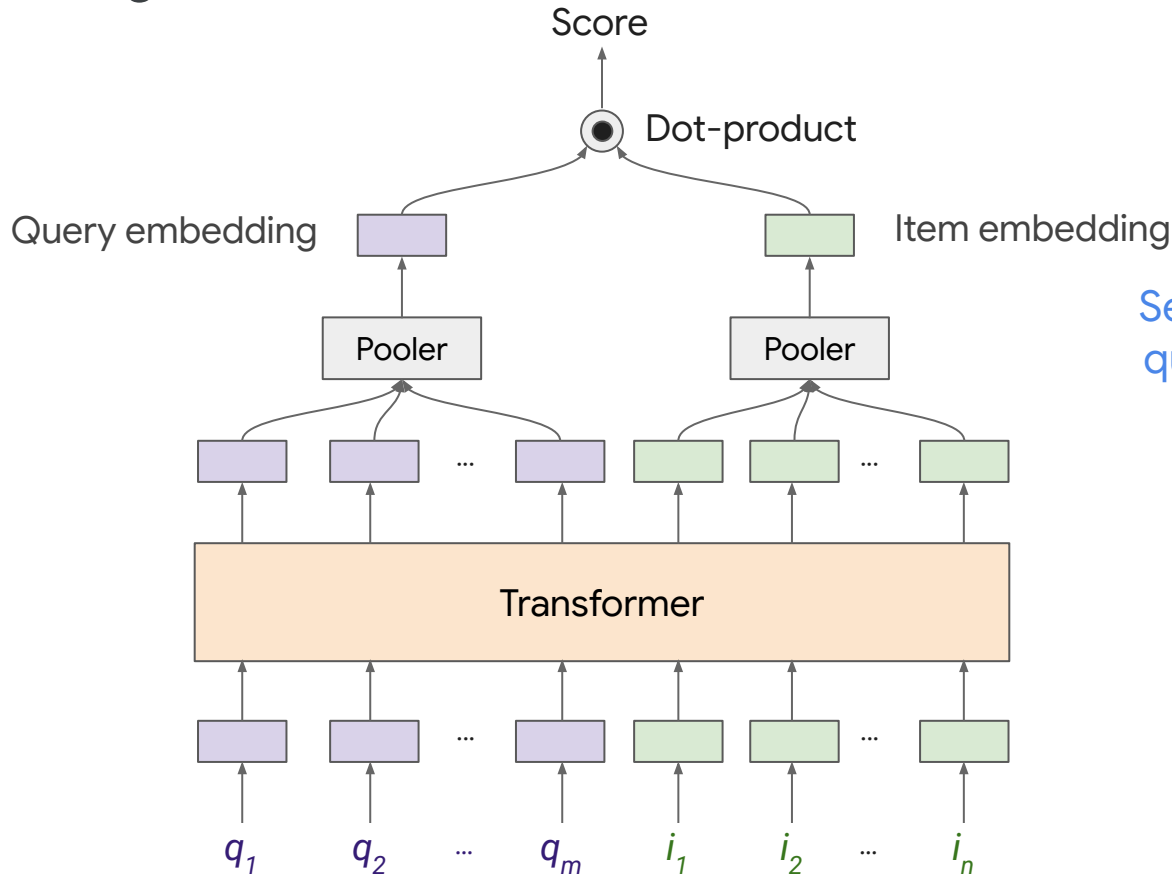 Score
Dot-product
Query embedding
Item embedding
Pooler
Pooler
... ...
Transformer
... ...
q1 q2 ... qm i1 i2 ... in